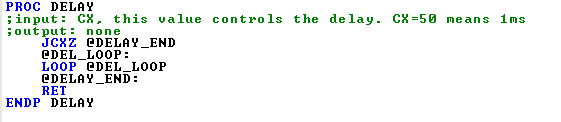 PROC DELAY
;input: CX, this value controls the delay. CX=50 means 1ms
;output: none
JCXZ @DELAY_END
@DEL_LOOP:
LOOP @DEL_LOOP
@DELAY_END:
RET
ENDP DELAY